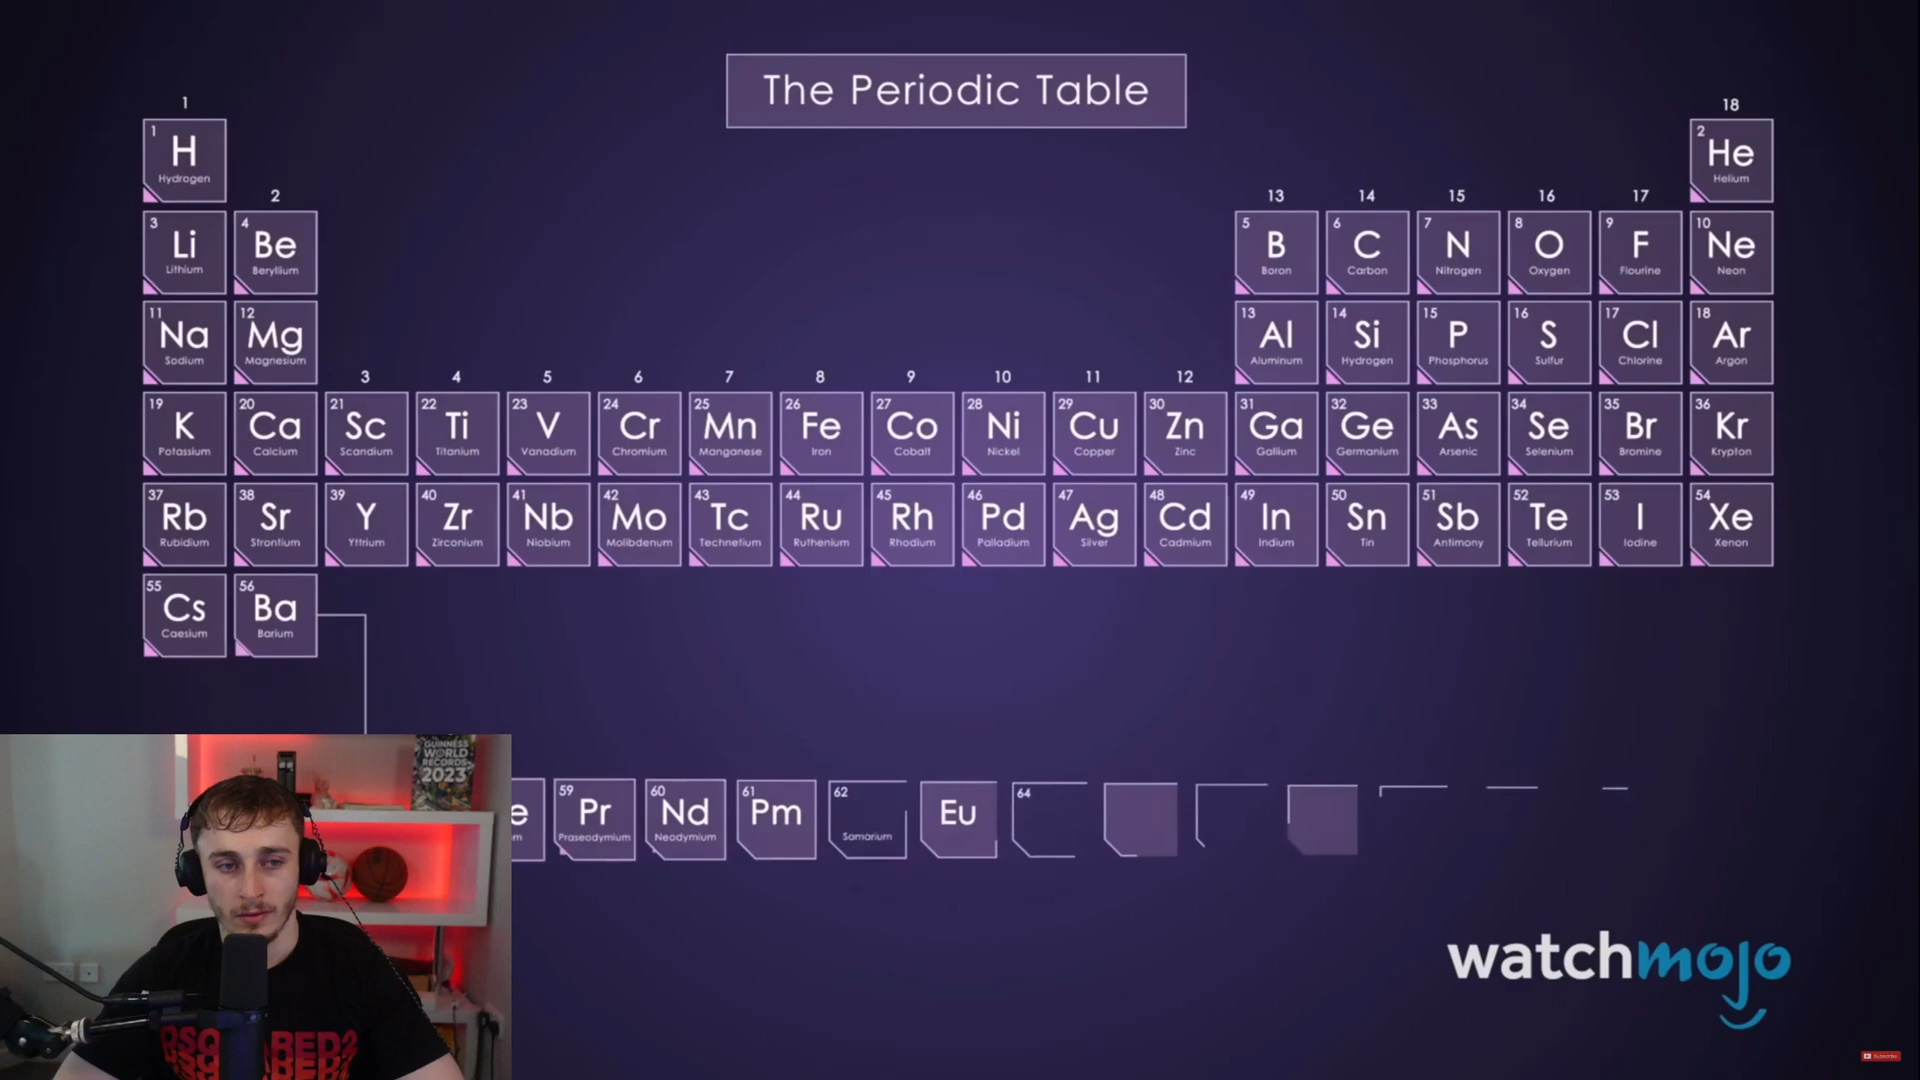 The Periodic Table
1
18
1
H
Hydrogen
2
He
Helium
2
13
14
15
16
17
3
Li
Lithium
4
Be
Beryllium
5
B
Boron
6
C
Carbon
7
N
Nitrogen
8
O
Oxygen
9
F
Flourine
10
Ne
Neon
11
Na
Sodium
12
Mg
Magnesium
13
Al
Aluminum
14
Si
Hydrogen
15
P
Phosphorus
16
S
Sulfur
17
Cl
Chlorine
18
Ar
Argon
3
4
5
6
7
8
9
10
11
12
19
K
Potassium
20
Ca
Calcium
21
Sc
Scandium
22
Ti
Titanium
23
V
Vanadium
24
Cr
Chromium
25
Mn
Manganese
26
Fe
Iron
27
Co
Cobalt
28
Ni
Nickel
29
Cu
Copper
30
Zn
Zinc
31
Ga
Gallium
32
Ge
Germanium
33
As
Arsenic
34
Se
Selenium
35
Br
Bromine
36
Kr
Krypton
37
Rb
Rubidium
38
Sr
Strontium
39
Y
Yttrium
40
Zr
Zirconium
41
Nb
Niobium
42
Mo
Molibdenum
43
Tc
Technetium
44
Ru
Ruthenium
45
Rh
Rhodium
46
Pd
Palladium
47
Ag
Silver
48
Cd
Cadmium
49
In
Indium
50
Sn
Tin
51
Sb
Antimony
52
Te
Tellurium
53
I
Iodine
54
Xe
Xenon
55
Cs
Caesium
56
Ba
Barium
e
m
59
Pr
Praseodymium
60
Nd
Neodymium
61
Pm
62
Samarium
Eu
64
GUINNESS
WORLD
RECORDS
2023
watchmojo
Subscribe